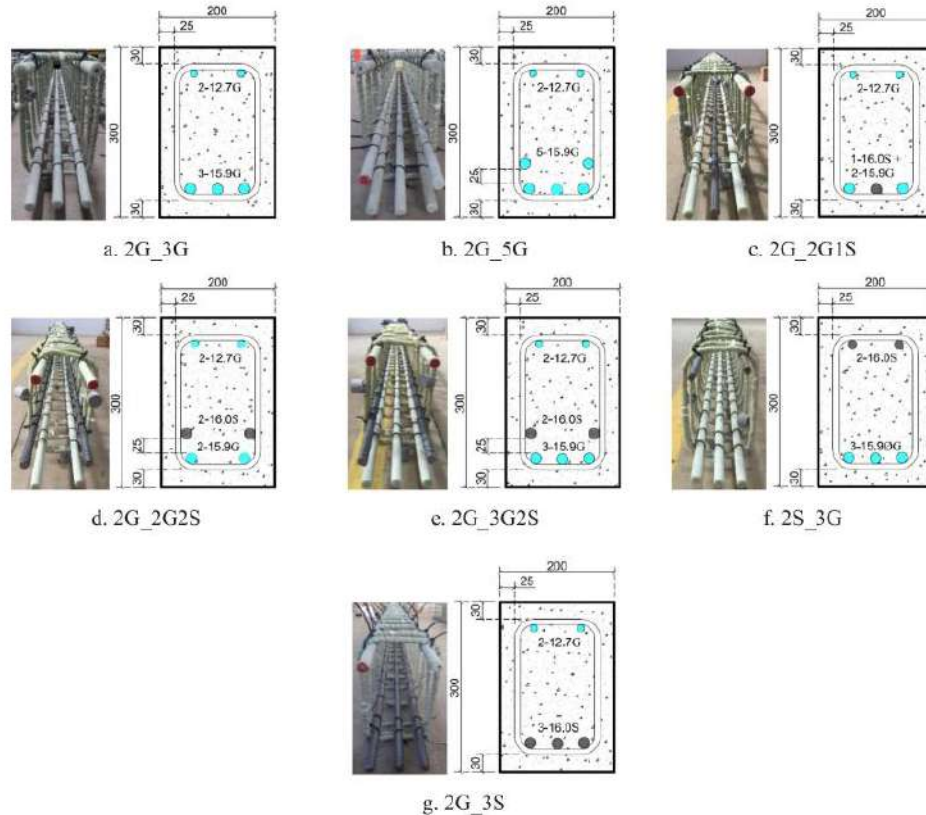 200
25
30
300
30
2-12.7G
3-15.9G
a. 2G_3G
200
25
30
300
25
30
2-12.7G
5-15.9G
b. 2G_5G
200
25
30
300
30
2-12.7G
1-16.0S +
2-15.9G
c. 2G_2G1S
200
25
30
300
25
30
2-12.7G
2-16.0S
2-15.9G
d. 2G_2G2S
200
25
30
300
25
30
2-12.7G
2-16.0S
3-15.9G
e. 2G_3G2S
200
25
30
300
30
2-16.0S
3-15.9ØG
f. 2S_3G
200
25
30
300
30
2-12.7G
3-16.0S
g. 2G_3S